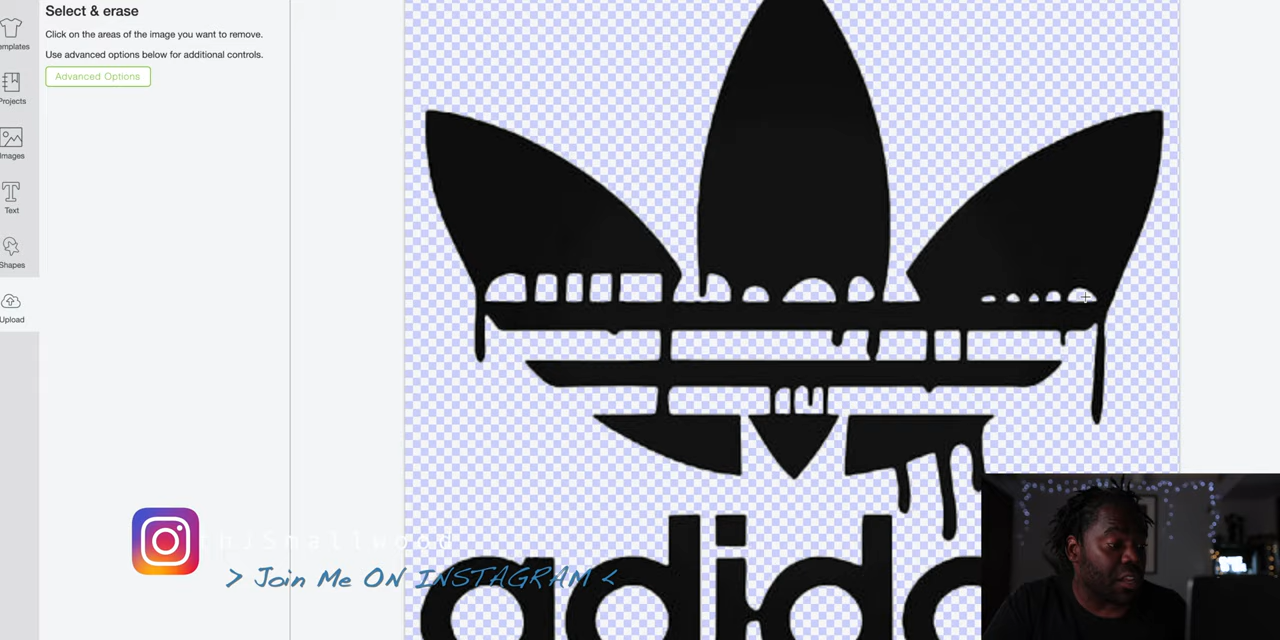 Select & erase
Click on the areas of the image you want to remove.
Use advanced options below for additional controls.
Advanced Options
emplates
Projects
Images
Text
Shapes
Upload
> Join Me ON INSTAGRAM <
adida